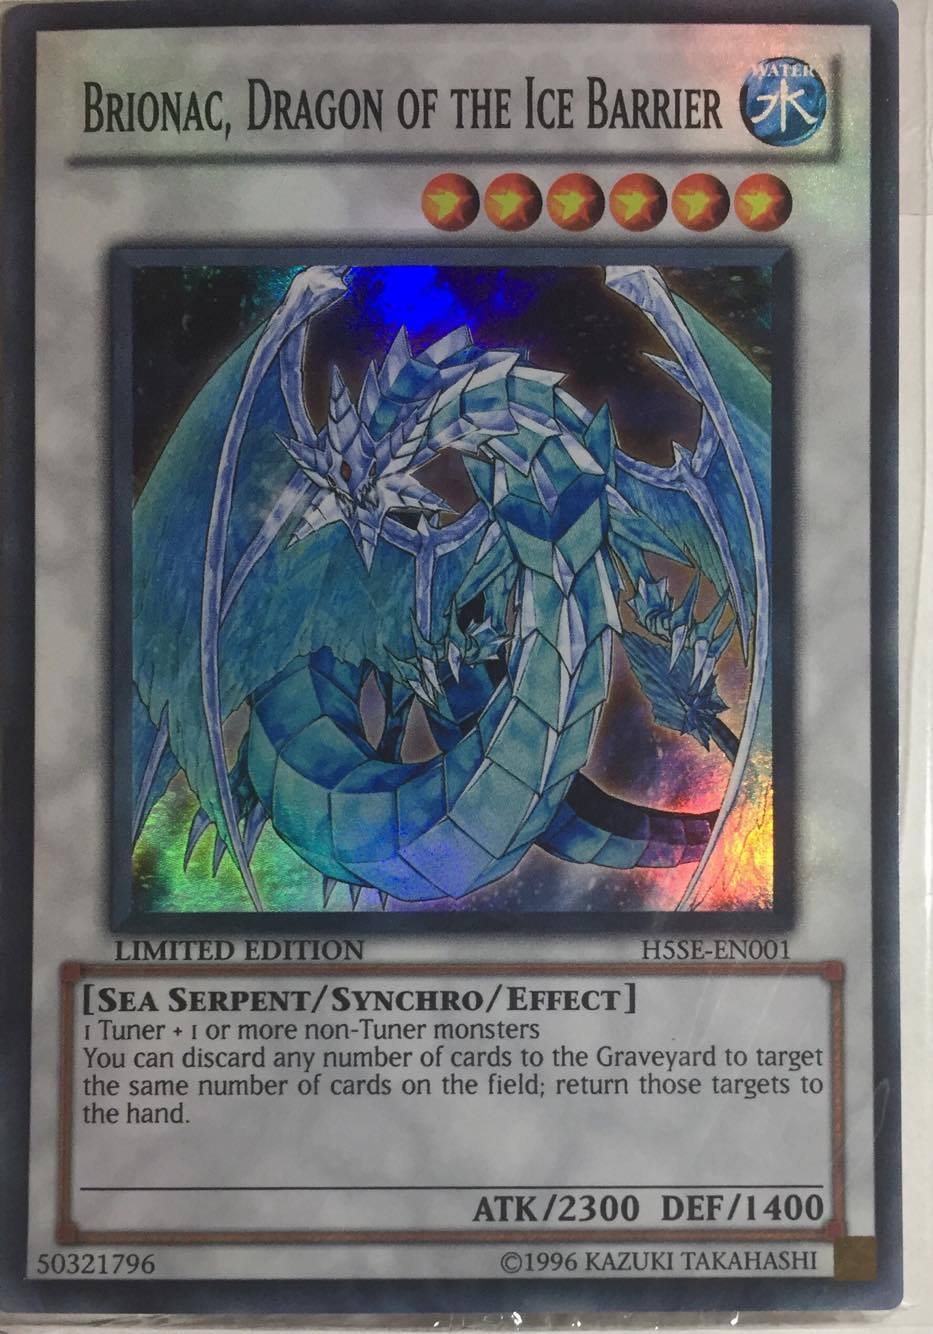 BRIONAC, DRAGON OF THE ICE BARRIER
WATER
水
LIMITED EDITION
H5SE-EN001
[SEA SERPENT/SYNCHRO/EFFECT]
1 Tuner + 1 or more non-Tuner monsters
You can discard any number of cards to the Graveyard to target
the same number of cards on the field; return those targets to
the hand.
ATK/2300 DEF/1400
50321796
©1996 KAZUKI TAKAHASHI